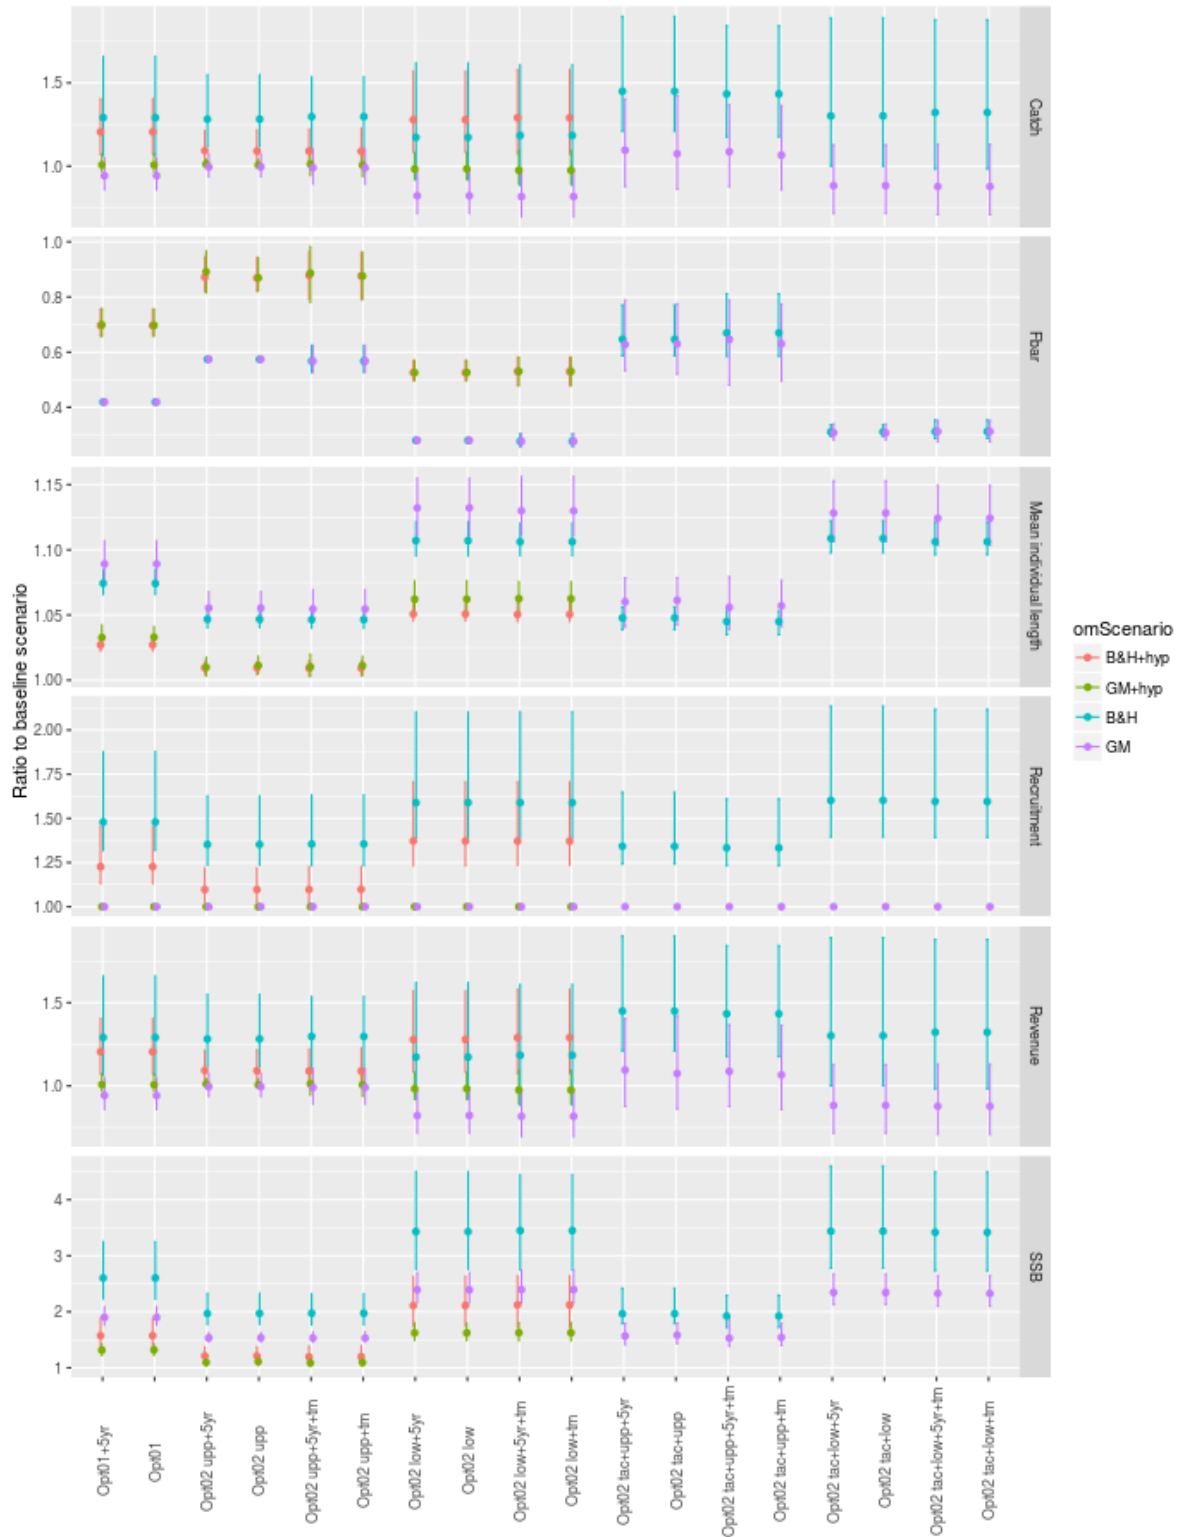 Ratio to baseline scenario
1.5
1.0
Catch
1.0
0.8
0.6
0.4
Fbar
1.15
1.10
1.05
1.00
Mean individual length
2.00
1.75
1.50
1.25
1.00
Recruitment
1.5
1.0
Revenue
4
3
2
1
SSB
Opt01+5yr
Opt01
Opt02 upp+5yr
Opt02 upp
Opt02 upp+5yr+tm
Opt02 upp+tm
Opt02 low+5yr
Opt02 low
Opt02 low+5yr+tm
Opt02 low+tm
Opt02 tac+upp+5yr
Opt02 tac+upp
Opt02 tac+upp+5yr+tm
Opt02 tac+upp+tm
Opt02 tac+low+5yr
Opt02 tac+low
Opt02 tac+low+5yr+tm
Opt02 tac+low+tm
omScenario
B&H+hyp
GM+hyp
B&H
GM